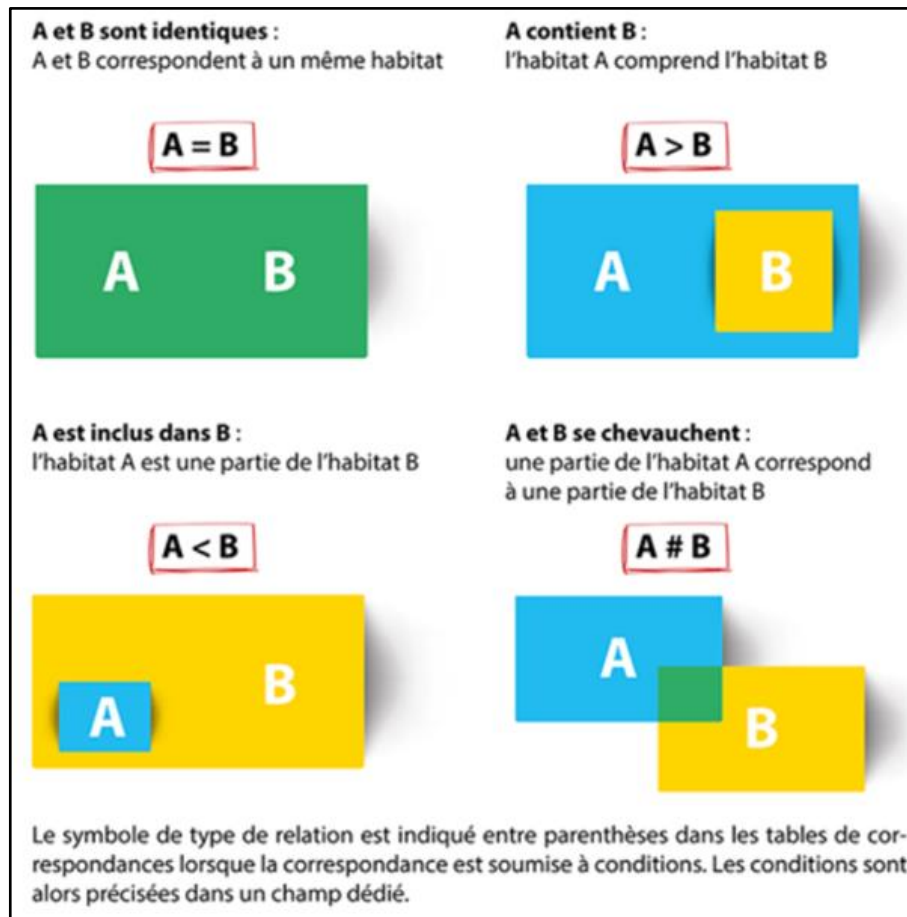 A et B sont identiques :
A et B correspondent à un même habitat
A = B
A B
A contient B :
l'habitat A comprend l'habitat B
A > B
A B
A est inclus dans B :
l'habitat A est une partie de l'habitat B
A < B
A B
A et B se chevauchent :
une partie de l'habitat A correspond
à une partie de l'habitat B
A # B
A
B
Le symbole de type de relation est indiqué entre parenthèses dans les tables de cor-
respondances lorsque la correspondance est soumise à conditions. Les conditions sont
alors précisées dans un champ dédié.